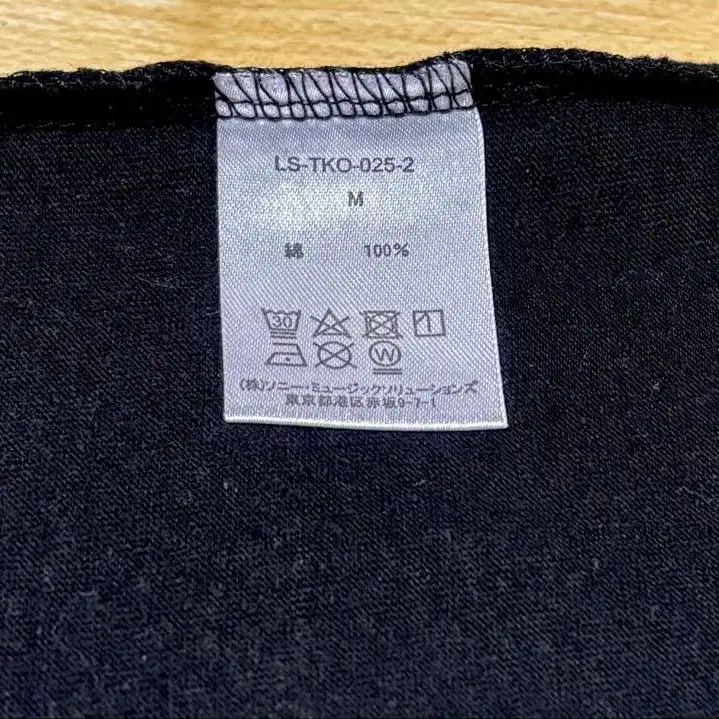 LS-TKO-025-2
M
綿 100%
30
W
(株)ソニー・ミュージックソリューションズ
東京都港区赤坂9-7-1